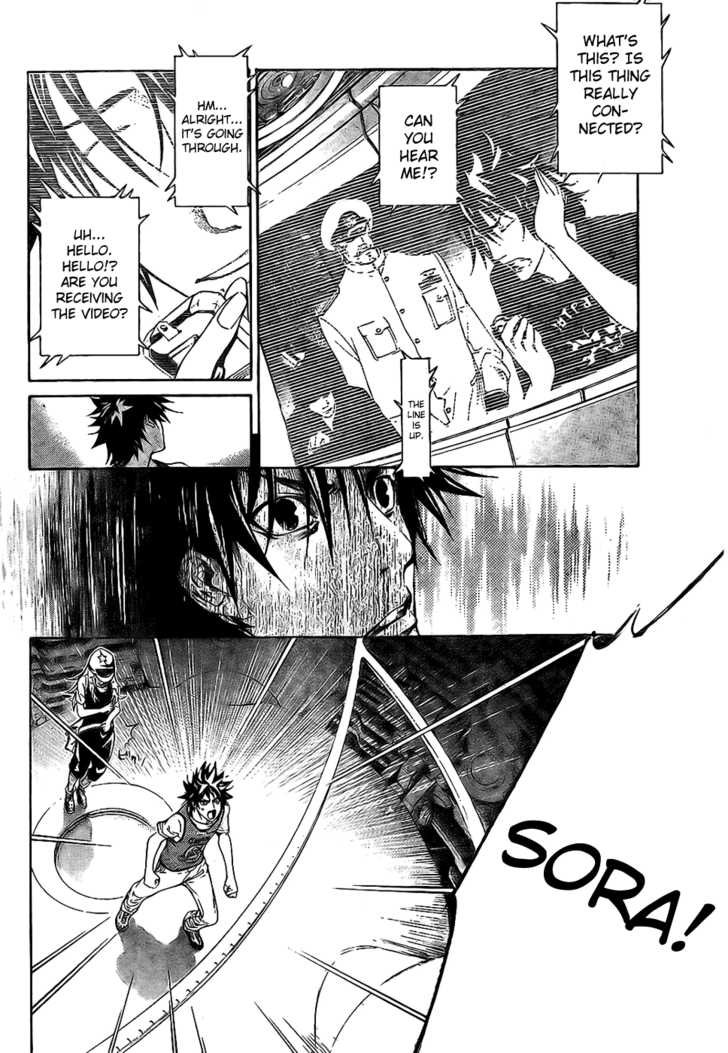 WHAT'S
THIS? IS
THIS THING
REALLY
CON-
NECTED?
CAN
YOU
HEAR
ME!?
HM...
ALRIGHT...
IT'S GOING
THROUGH.
UH...
HELLO.
HELLO!?
ARE YOU
RECEIVING
THE VIDEO?
THE
LINE IS
UP.
SORA!